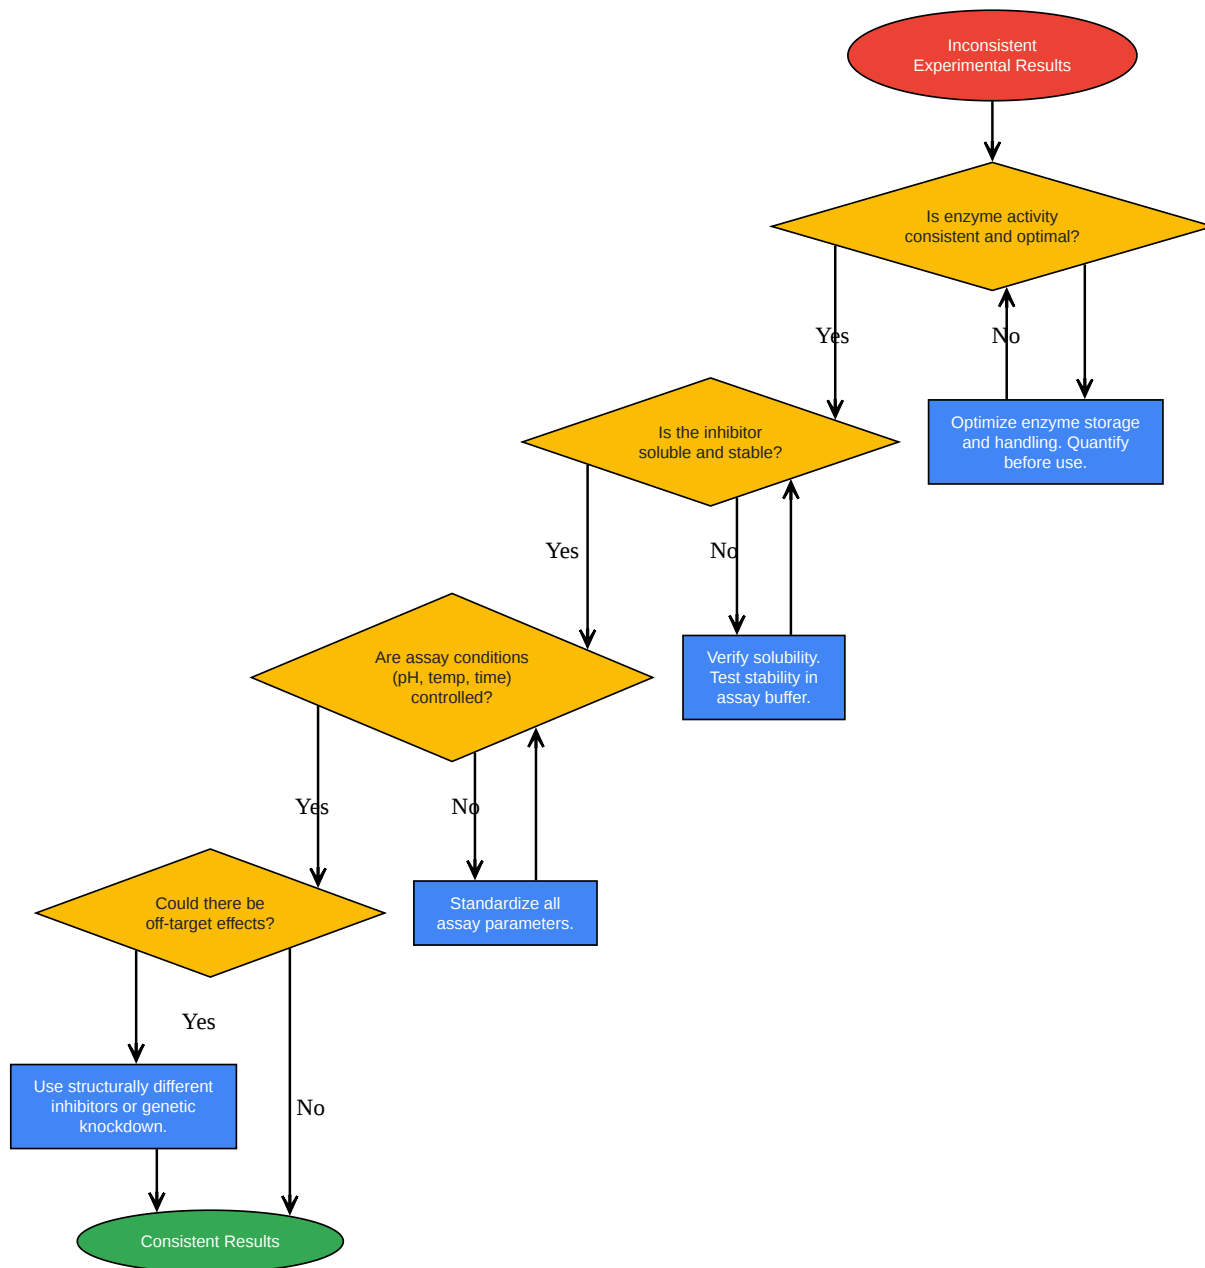 Inconsistent
Experimental Results
Is enzyme activity
consistent and optimal?
Yes
No
Optimize enzyme storage
and handling. Quantify
before use.
Is the inhibitor
soluble and stable?
Yes
No
Verify solubility.
Test stability in
assay buffer.
Are assay conditions
(pH, temp, time)
controlled?
Yes
No
Standardize all
assay parameters.
Could there be
off-target effects?
Yes
No
Use structurally different
inhibitors or genetic
knockdown.
Consistent Results